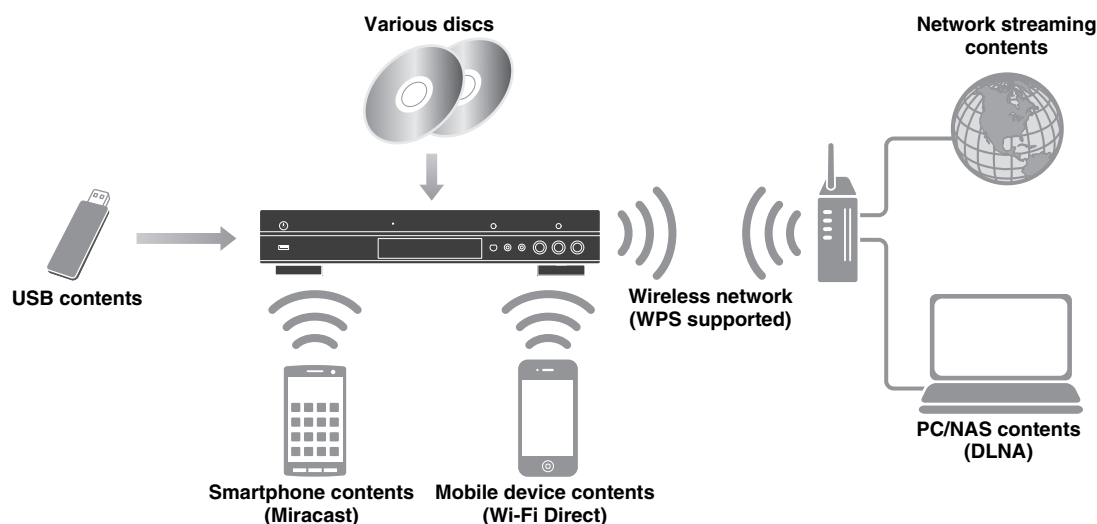 Various discs
Network streaming
contents
USB contents
Wireless network
(WPS supported)
PC/NAS contents
(DLNA)
Smartphone contents
(Miracast)
Mobile device contents
(Wi-Fi Direct)